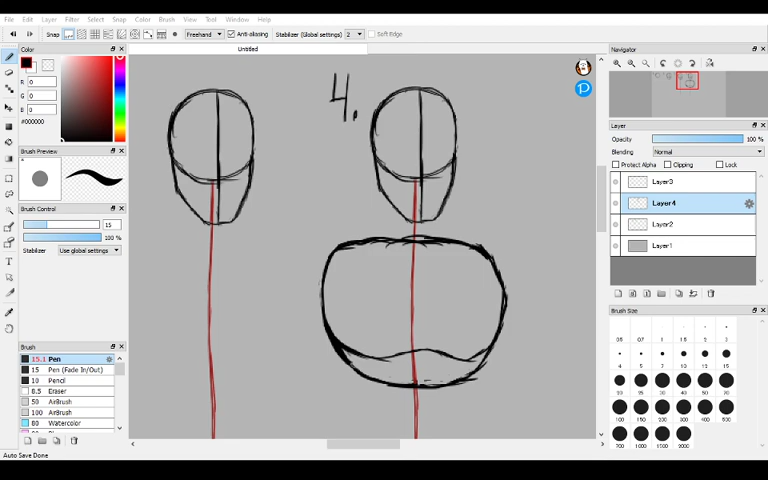 File Edit Layer Filter Select Snap Color Brush View Tool Window Help
Snap Freehand Anti-aliasing Stabilizer (Global settings) 2 Soft Edge
Color
R 0
G 0
B 0
#000000
Brush Preview
Brush Control
15
100 %
Stabilizer Use global settings
Brush
15.1 Pen
15 Pen (Fade In/Out)
10 Pencil
8.5 Eraser
50 AirBrush
100 AirBrush
80 Watercolor
Auto Save Done
Untitled
4.
Navigator
Layer
Opacity 100 %
Blending Normal
Protect Alpha Clipping Lock
Layer3
Layer4
Layer2
Layer1
Brush Size